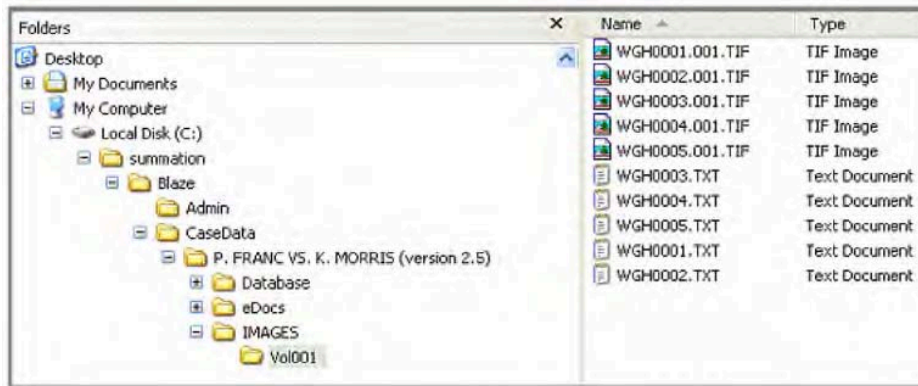 Folders
Desktop
My Documents
My Computer
Local Disk (C:)
summation
Blaze
Admin
CaseData
P. FRANC VS. K. MORRIS (version 2.5)
Database
eDocs
IMAGES
Vol001
Name Type
WGH0001.001.TIF TIF Image
WGH0002.001.TIF TIF Image
WGH0003.001.TIF TIF Image
WGH0004.001.TIF TIF Image
WGH0005.001.TIF TIF Image
WGH0003.TXT Text Document
WGH0004.TXT Text Document
WGH0005.TXT Text Document
WGH0001.TXT Text Document
WGH0002.TXT Text Document